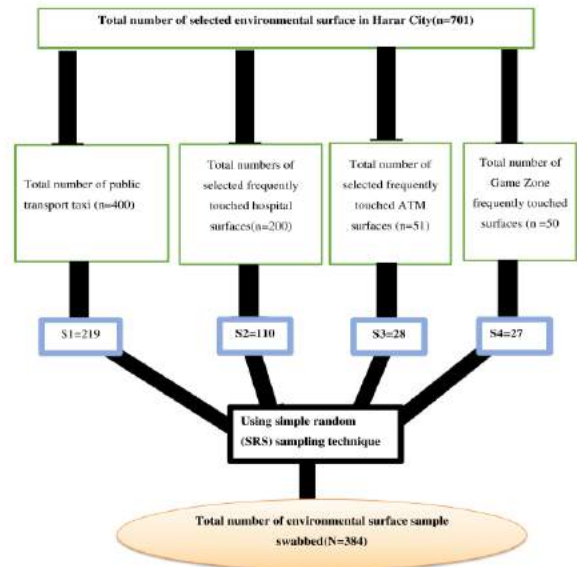 Total number of selected environmental surface in Harar City(n=701)
Total number of public
transport taxi (n=400)
Total numbers of
selected frequently
touched hospital
surfaces(n=200)
Total number of
selected frequently
touched ATM
surfaces (n=51)
Total number of
Game Zone
frequently touched
surfaces (n =50
S1=219
S2=110
S3=28
S4=27
Using simple random
(SRS) sampling technique
Total number of environmental surface sample
swabbed(N=384)